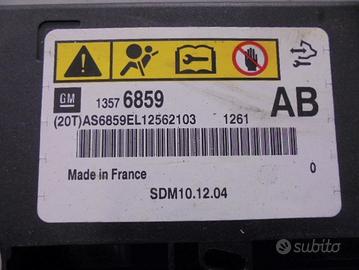 GM 1357 6859 AB
(20T)AS6859EL12562103 1261
Made in France 0
SDM10.12.04
subito